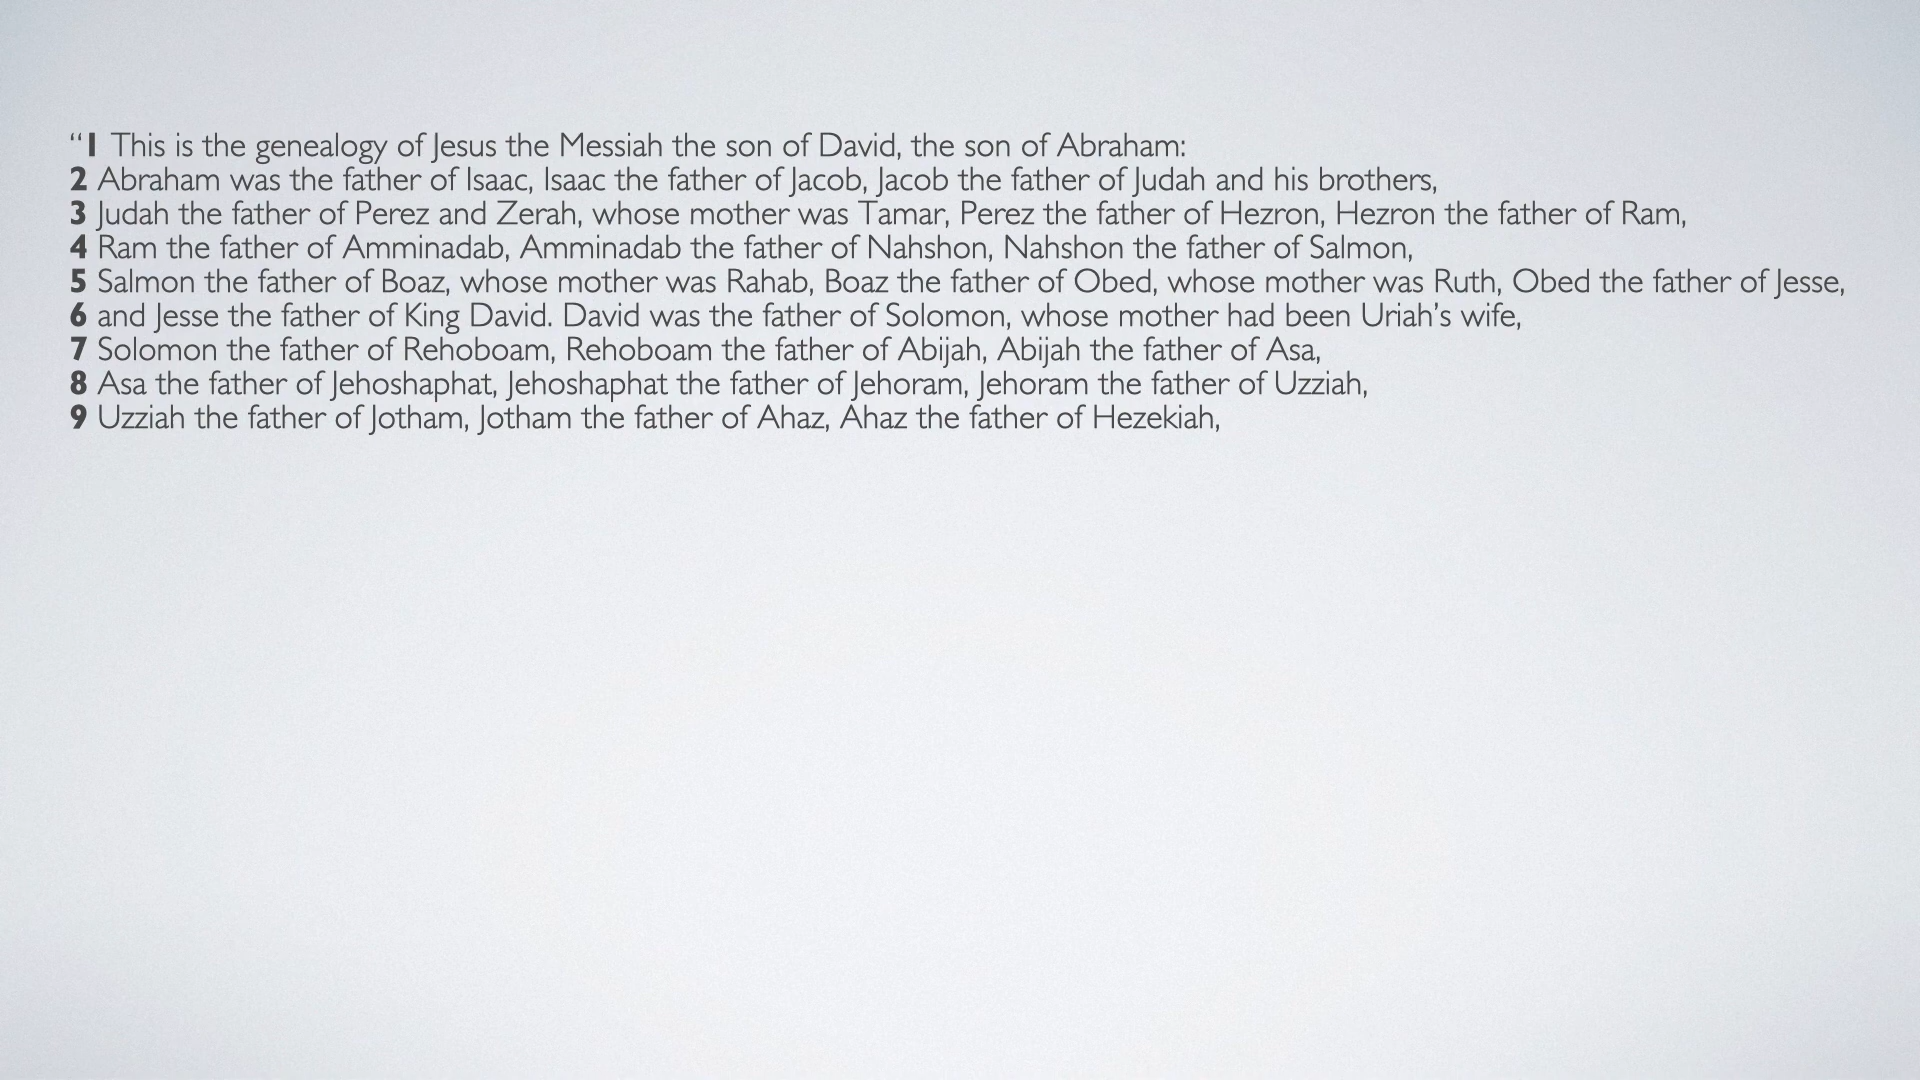 “1 This is the genealogy of Jesus the Messiah the son of David, the son of Abraham:
2 Abraham was the father of Isaac, Isaac the father of Jacob, Jacob the father of Judah and his brothers,
3 Judah the father of Perez and Zerah, whose mother was Tamar, Perez the father of Hezron, Hezron the father of Ram,
4 Ram the father of Amminadab, Amminadab the father of Nahshon, Nahshon the father of Salmon,
5 Salmon the father of Boaz, whose mother was Rahab, Boaz the father of Obed, whose mother was Ruth, Obed the father of Jesse,
6 and Jesse the father of King David. David was the father of Solomon, whose mother had been Uriah’s wife,
7 Solomon the father of Rehoboam, Rehoboam the father of Abijah, Abijah the father of Asa,
8 Asa the father of Jehoshaphat, Jehoshaphat the father of Jehoram, Jehoram the father of Uzziah,
9 Uzziah the father of Jotham, Jotham the father of Ahaz, Ahaz the father of Hezekiah,